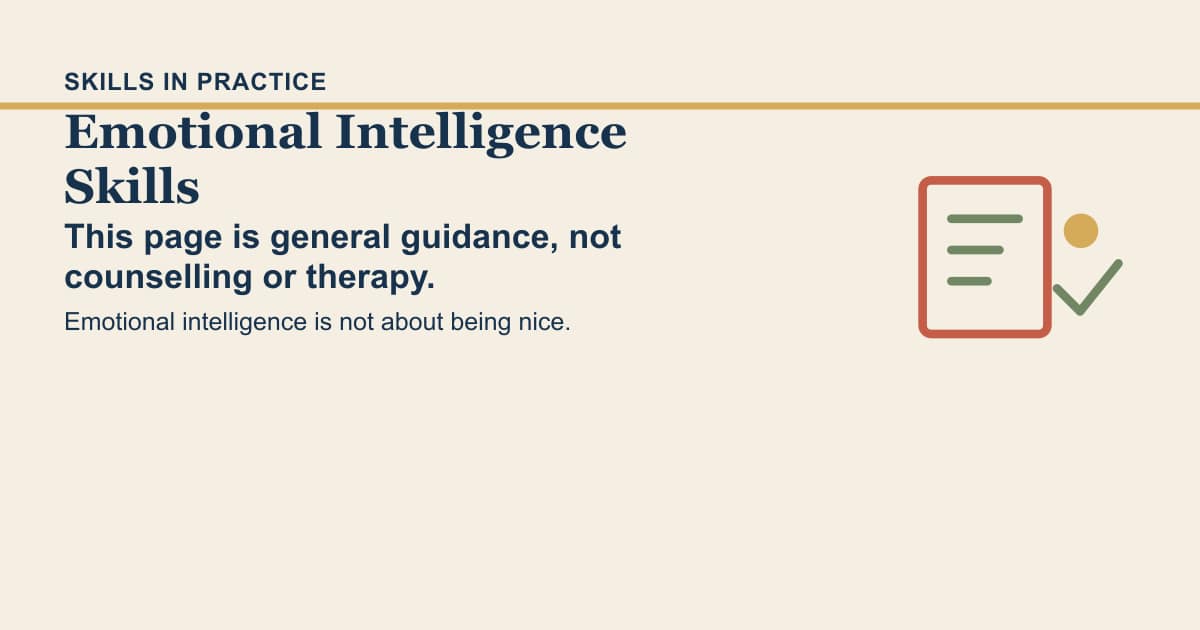 SKILLS IN PRACTICE
Emotional Intelligence
Skills
This page is general guidance, not
counselling or therapy.
Emotional intelligence is not about being nice.